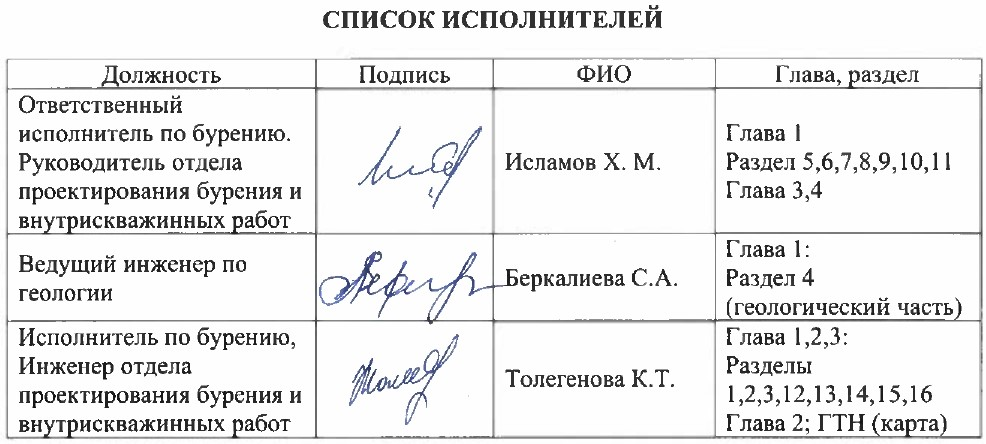 СПИСОК ИСПОЛНИТЕЛЕЙ
Должность Подпись ФИО Глава, раздел
Ответственный
исполнитель по бурению.
Руководитель отдела
проектирования бурения и
внутрискважинных работ
Исламов Х. М.
Глава 1
Раздел 5,6,7,8,9,10,11
Глава 3,4
Ведущий инженер по
геологии
Беркалиева С.А.
Глава 1:
Раздел 4
(геологический часть)
Исполнитель по бурению,
Инженер отдела
проектирования бурения и
внутрискважинных работ
Толегенова К.Т.
Глава 1,2,3:
Разделы
1,2,3,12,13,14,15,16
Глава 2; ГТН (карта)